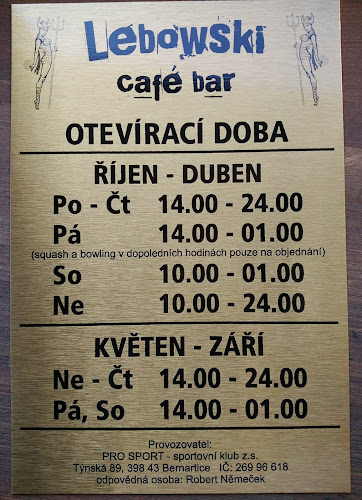 Lebowski
café bar
OTEVÍRACÍ DOBA
ŘÍJEN - DUBEN
Po - Čt 14.00 - 24.00
Pá 14.00 - 01.00
(squash a bowling v dopoledních hodinách pouze na objednání)
So 10.00 - 01.00
Ne 10.00 - 24.00
KVĚTEN - ZÁŘÍ
Ne - Čt 14.00 - 24.00
Pá, So 14.00 - 01.00
Provozovatel:
PRO SPORT - sportovní klub z.s.
Týnská 89, 398 43 Bernartice IČ: 269 96 618
odpovědná osoba: Robert Němeček